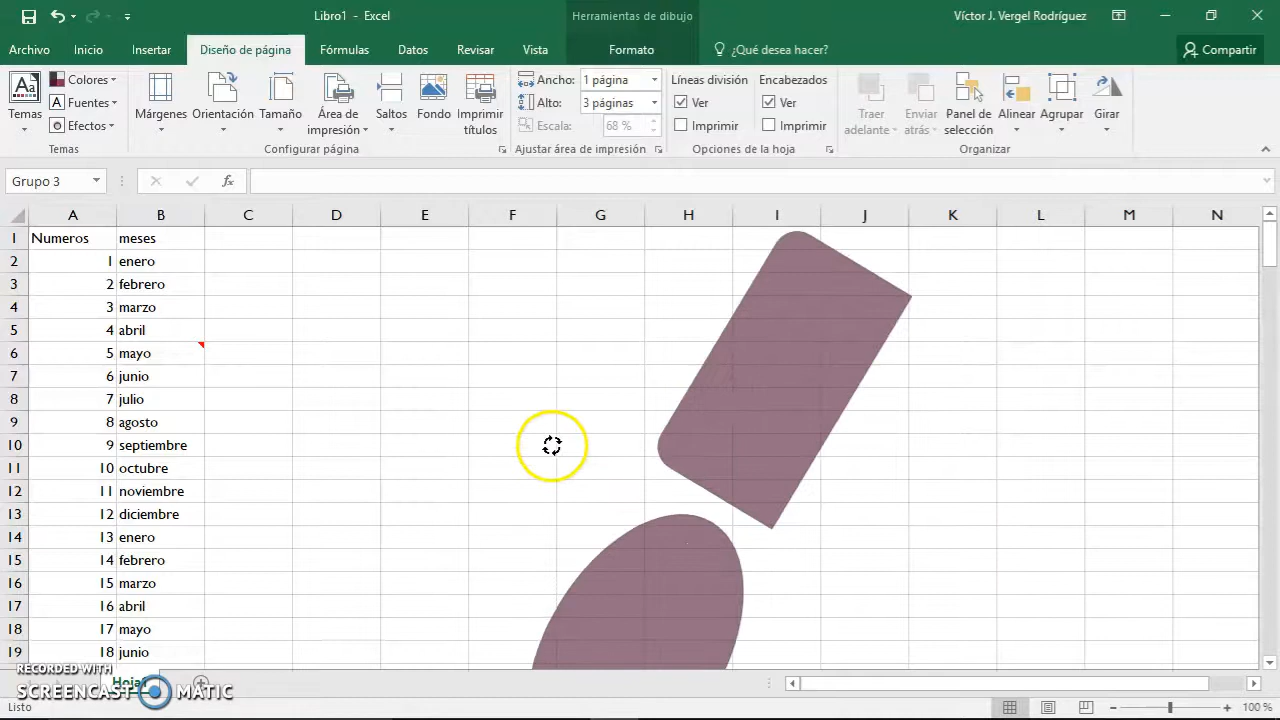 Libro1 - Excel
Herramientas de dibujo
Víctor J. Vergel Rodríguez
Archivo Inicio Insertar Diseño de página Fórmulas Datos Revisar Vista Formato ¿Qué desea hacer? Compartir
Aa Temas
Colores
Fuentes
Efectos
Temas
Márgenes Orientación Tamaño Área de impresión Saltos Fondo Imprimir títulos
Configurar página
Ancho: 1 página
Alto: 3 páginas
Escala: 68 %
Ajustar área de impresión
Líneas división
Ver
Imprimir
Encabezados
Ver
Imprimir
Opciones de la hoja
Traer adelante Enviar atrás Panel de selección Alinear Agrupar Girar
Organizar
Grupo 3 fx
A B C D E F G H I J K L M N
1 Numeros meses
2 1 enero
3 2 febrero
4 3 marzo
5 4 abril
6 5 mayo
7 6 junio
8 7 julio
9 8 agosto
10 9 septiembre
11 10 octubre
12 11 noviembre
13 12 diciembre
14 13 enero
15 14 febrero
16 15 marzo
17 16 abril
18 17 mayo
19 18 junio
RECORDED WITH
SCREENCAST MATIC
Listo
100 %